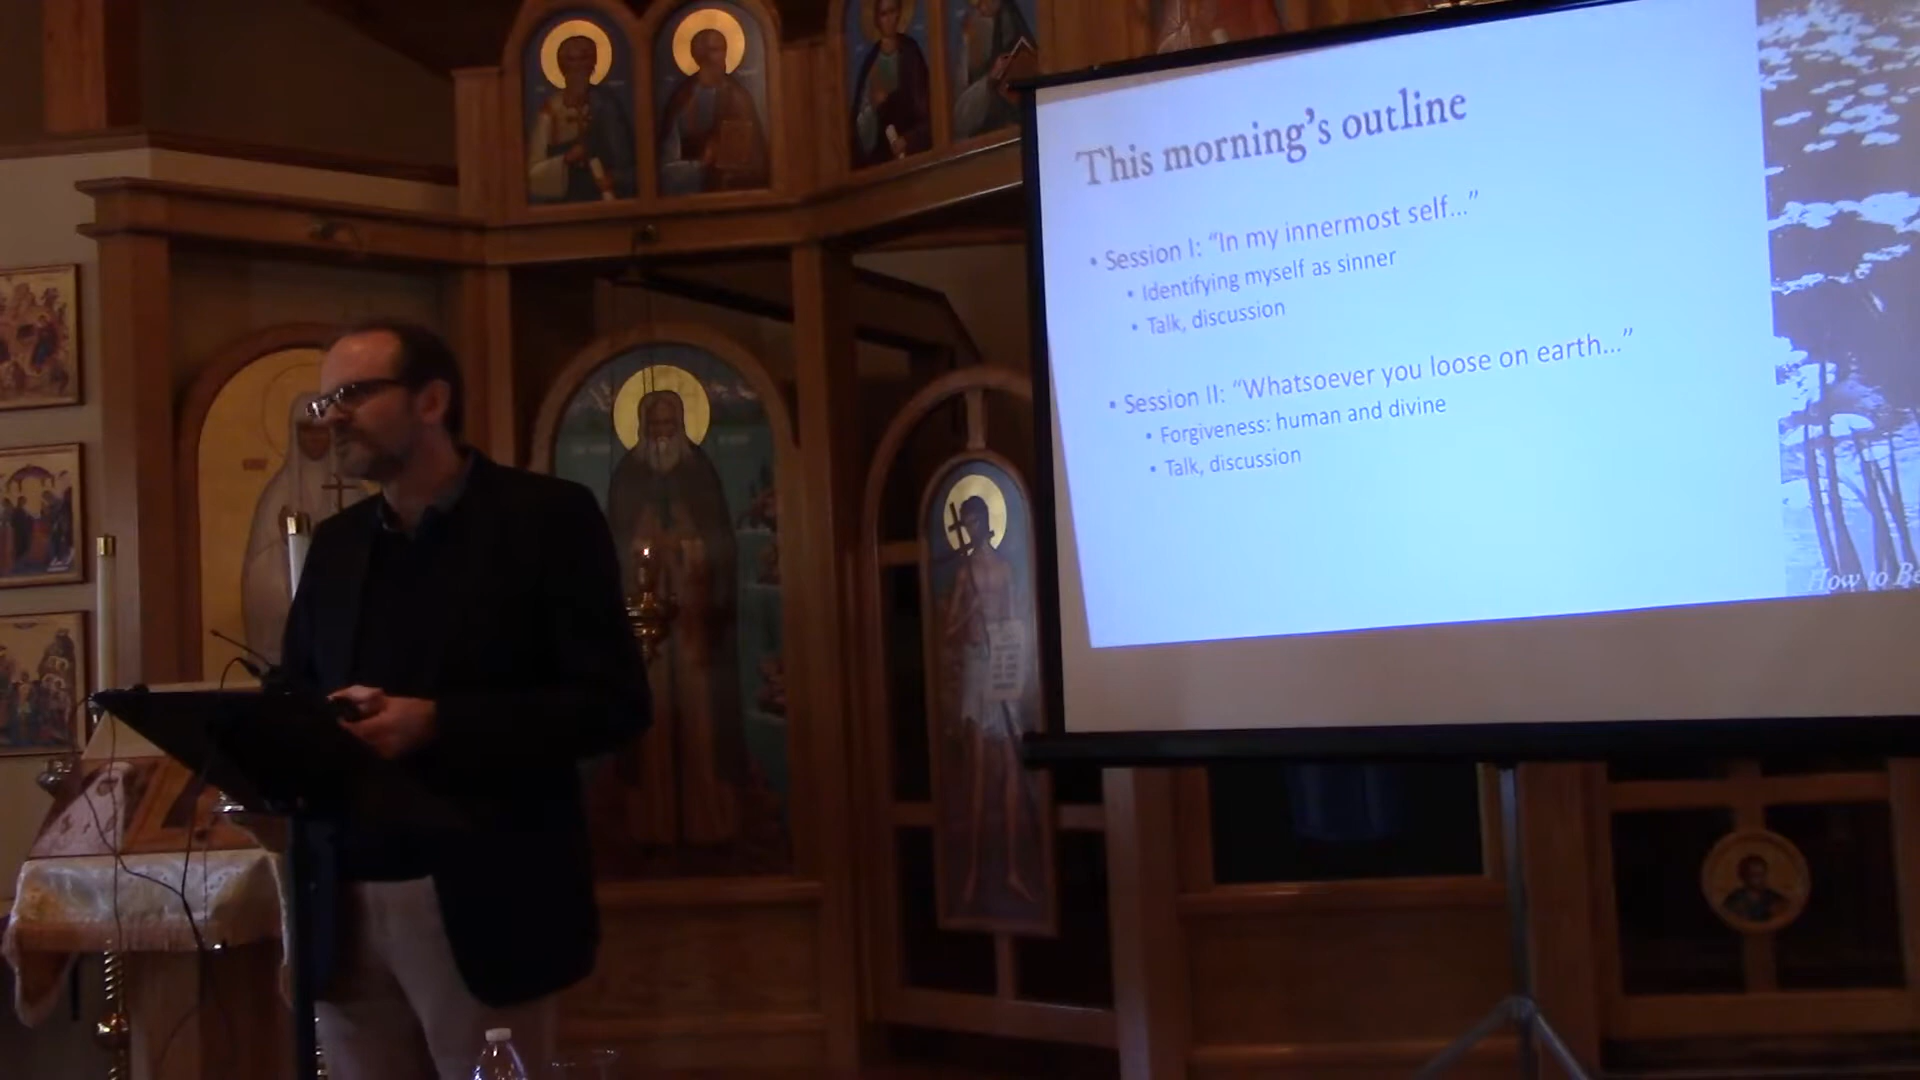 This morning's outline
• Session I: “In my innermost self...”
• Identifying myself as sinner
• Talk, discussion
• Session II: “Whatsoever you loose on earth...”
• Forgiveness: human and divine
• Talk, discussion
How to